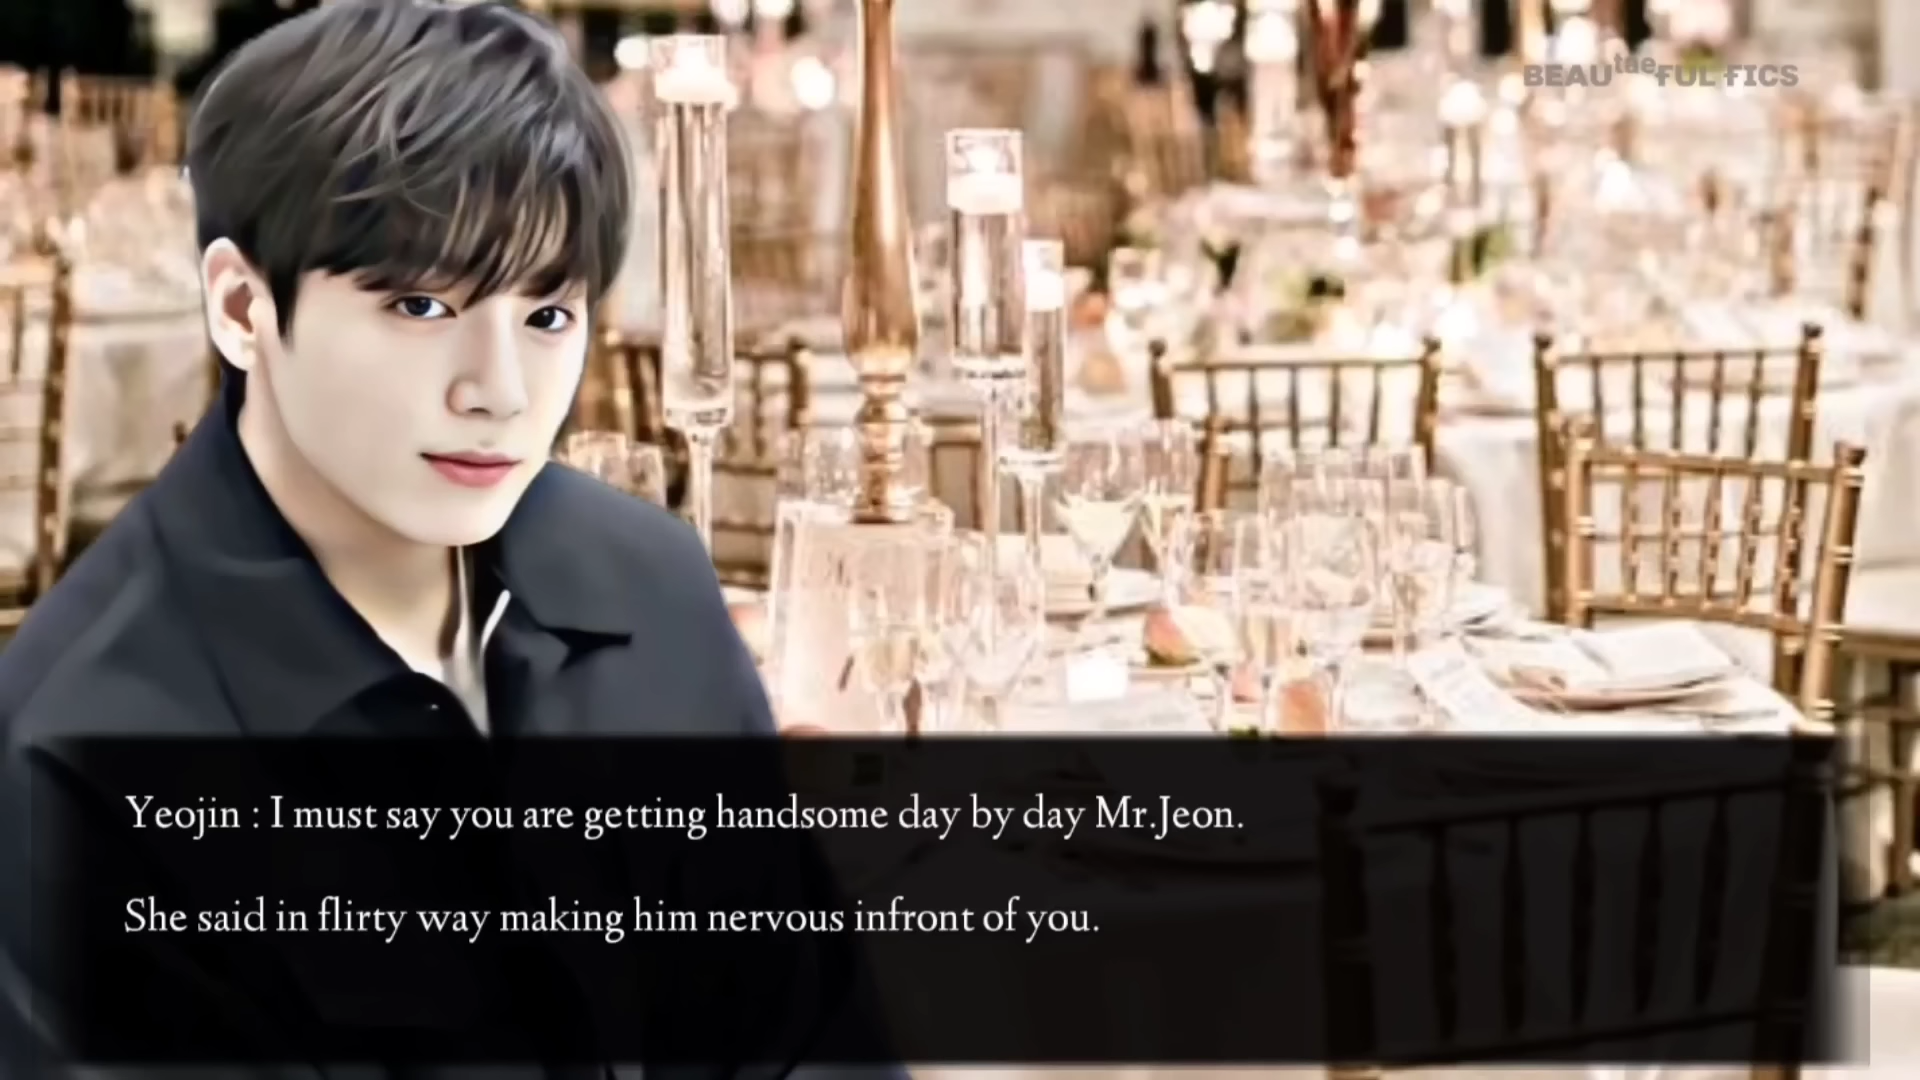 BEAUtaeFUL FICS
Yeojin : I must say you are getting handsome day by day Mr.Jeon.
She said in flirty way making him nervous infront of you.